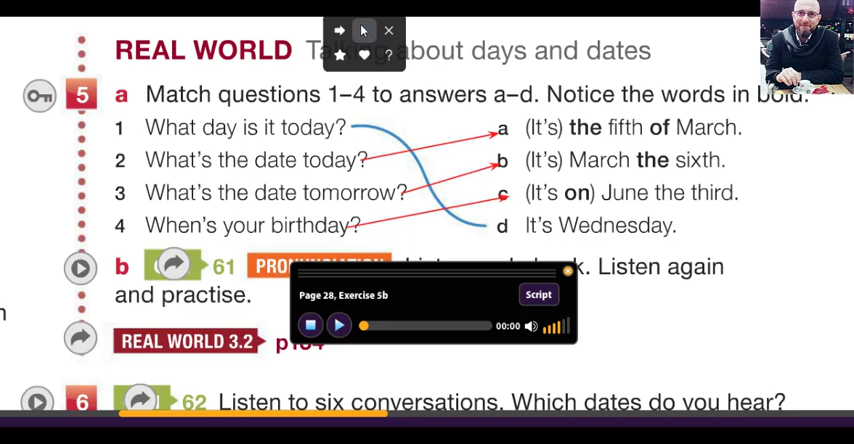 REAL WORLD Talking about days and dates
5 a Match questions 1–4 to answers a–d. Notice the words in bold.
1 What day is it today?
2 What's the date today?
3 What's the date tomorrow?
4 When's your birthday?
a (It's) the fifth of March.
b (It's) March the sixth.
c (It's on) June the third.
d It's Wednesday.
b 61 PRONUNCIATION k. Listen again
and practise.
Page 28, Exercise 5b
Script
00:00
REAL WORLD 3.2
6 62 Listen to six conversations. Which dates do you hear?